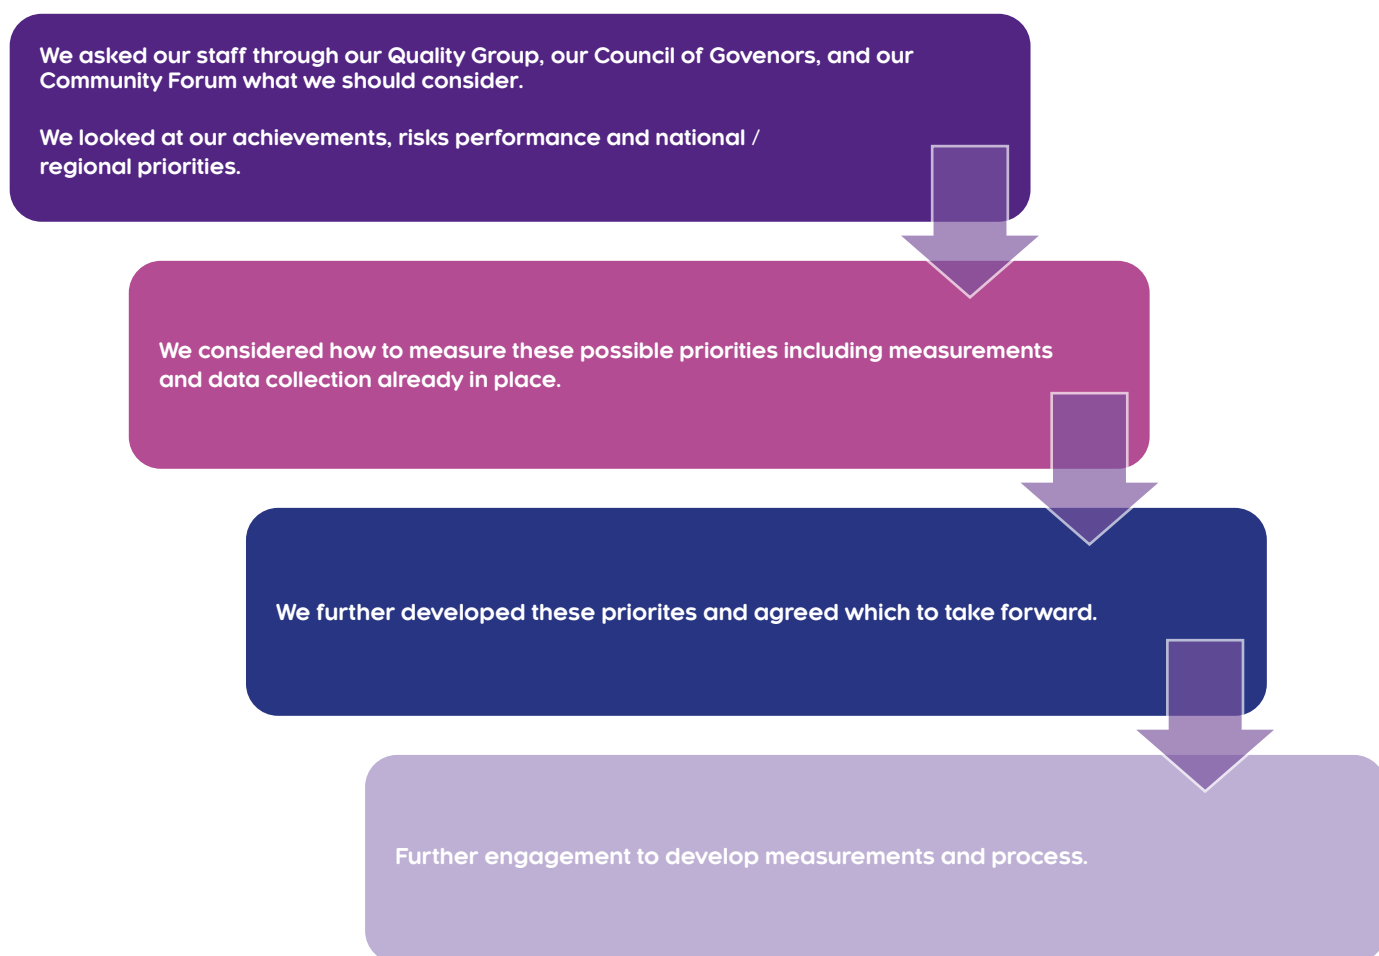 We asked our staff through our Quality Group, our Council of Govenors, and our
Community Forum what we should consider.
We looked at our achievements, risks performance and national /
regional priorities.
We considered how to measure these possible priorities including measurements
and data collection already in place.
We further developed these priorites and agreed which to take forward.
Further engagement to develop measurements and process.